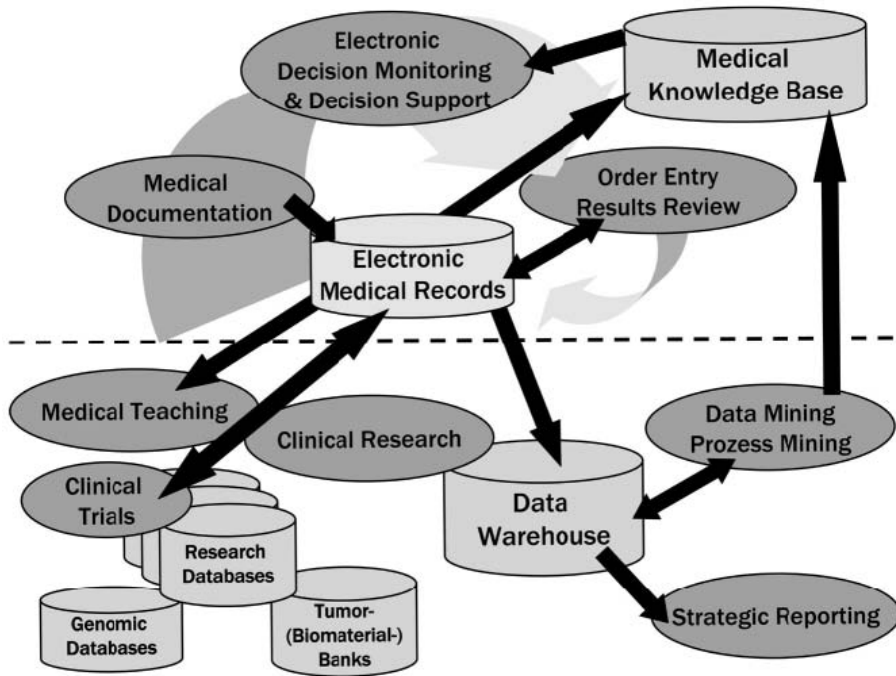 Electronic
Decision Monitoring
& Decision Support
Medical
Knowledge Base
Medical
Documentation
Order Entry
Results Review
Electronic
Medical Records
Medical Teaching
Clinical Research
Data Mining
Prozess Mining
Clinical
Trials
Data
Warehouse
Research
Databases
Genomic
Databases
Tumor-
(Biomaterial-)
Banks
Strategic Reporting